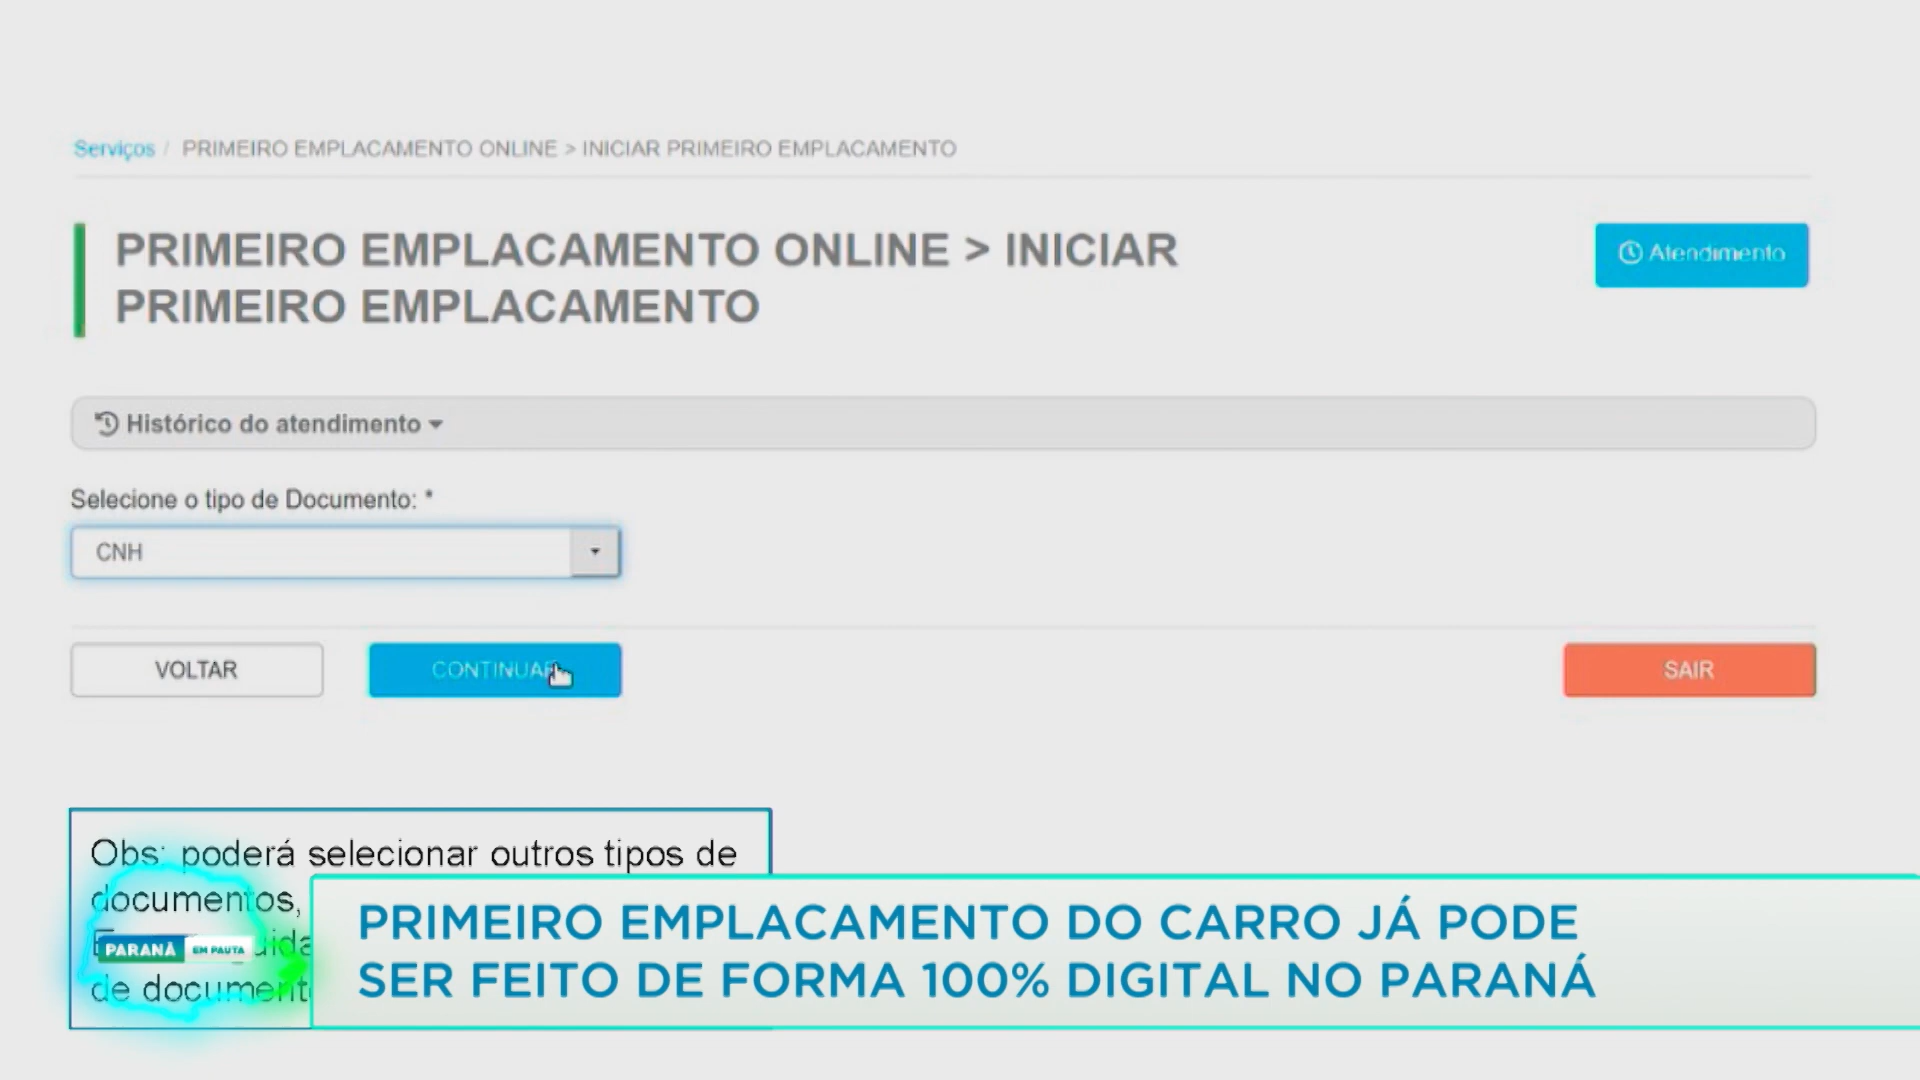 Serviços / PRIMEIRO EMPLACAMENTO ONLINE > INICIAR PRIMEIRO EMPLACAMENTO
PRIMEIRO EMPLACAMENTO ONLINE > INICIAR
PRIMEIRO EMPLACAMENTO
Atendimento
Histórico do atendimento
Selecione o tipo de Documento: *
CNH
VOLTAR
CONTINUAR
SAIR
Obs: poderá selecionar outros tipos de
documentos,
de
PARANÁ EM PAUTA
PRIMEIRO EMPLACAMENTO DO CARRO JÁ PODE
SER FEITO DE FORMA 100% DIGITAL NO PARANÁ